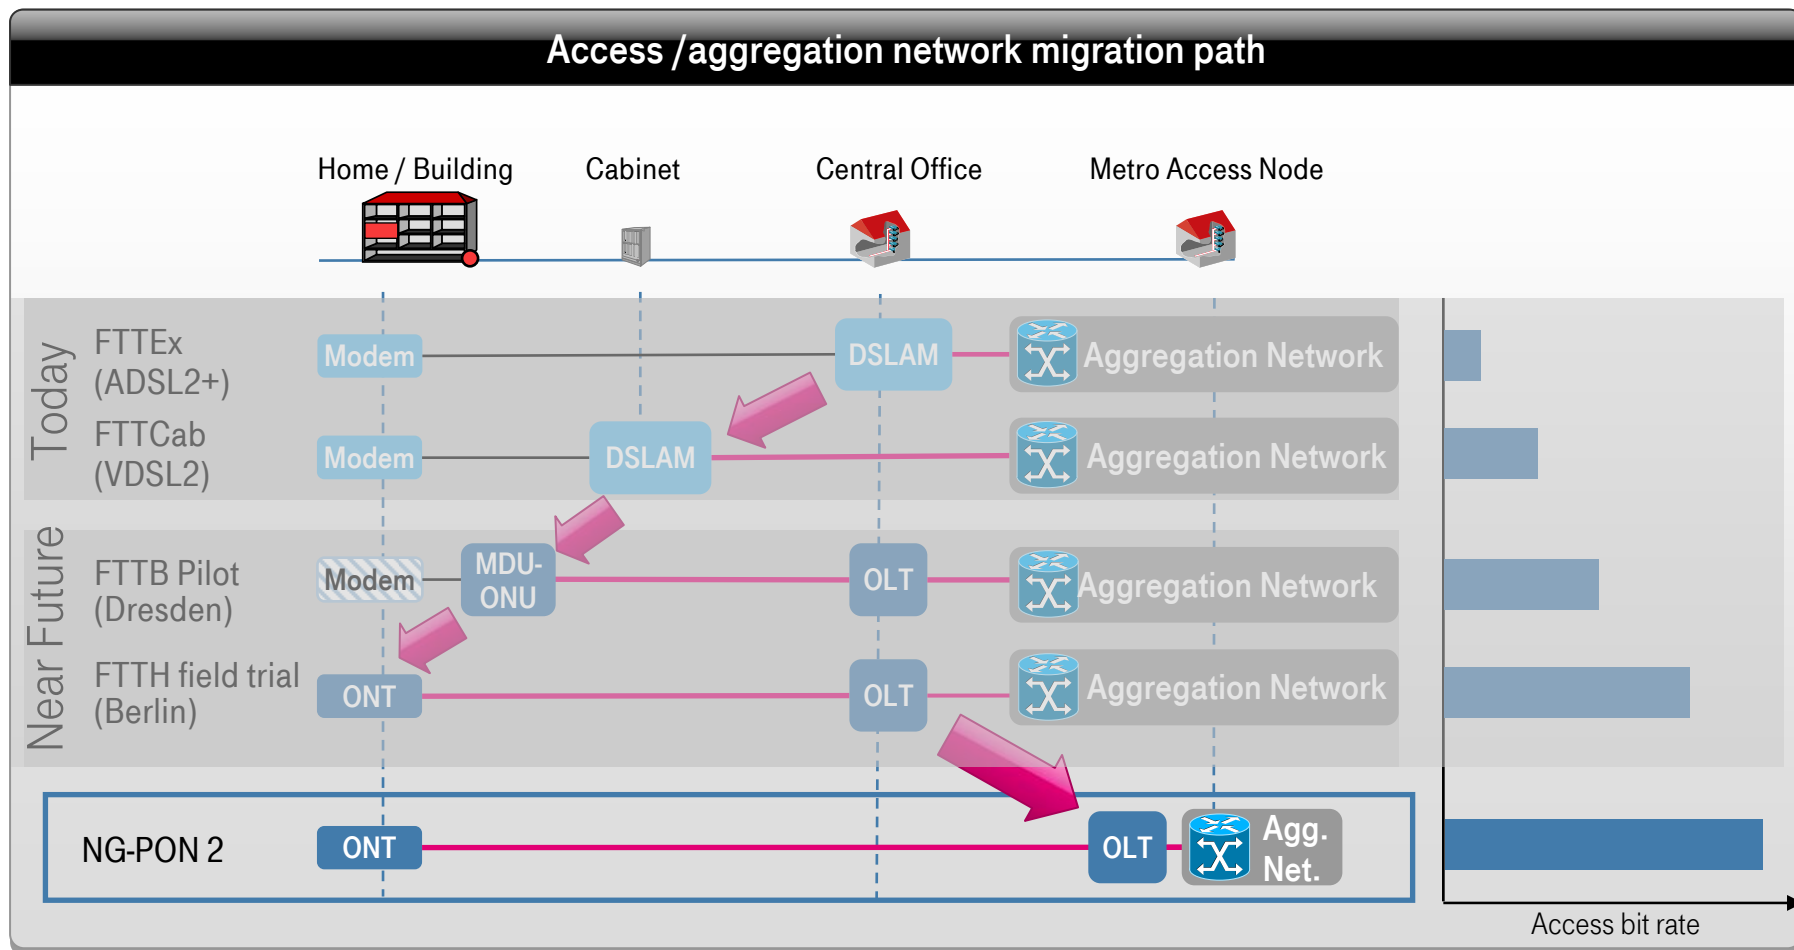 Access /aggregation network migration path
Home / Building
Cabinet
Central Office
Metro Access Node
Today
FTTEx
(ADSL2+)
Modem
DSLAM
Aggregation Network
FTTCab
(VDSL2)
Modem
DSLAM
Aggregation Network
Near Future
FTTB Pilot
(Dresden)
Modem
MDU-
ONU
OLT
Aggregation Network
FTTH field trial
(Berlin)
ONT
OLT
Aggregation Network
NG-PON 2
ONT
OLT
Agg.
Net.
Access bit rate